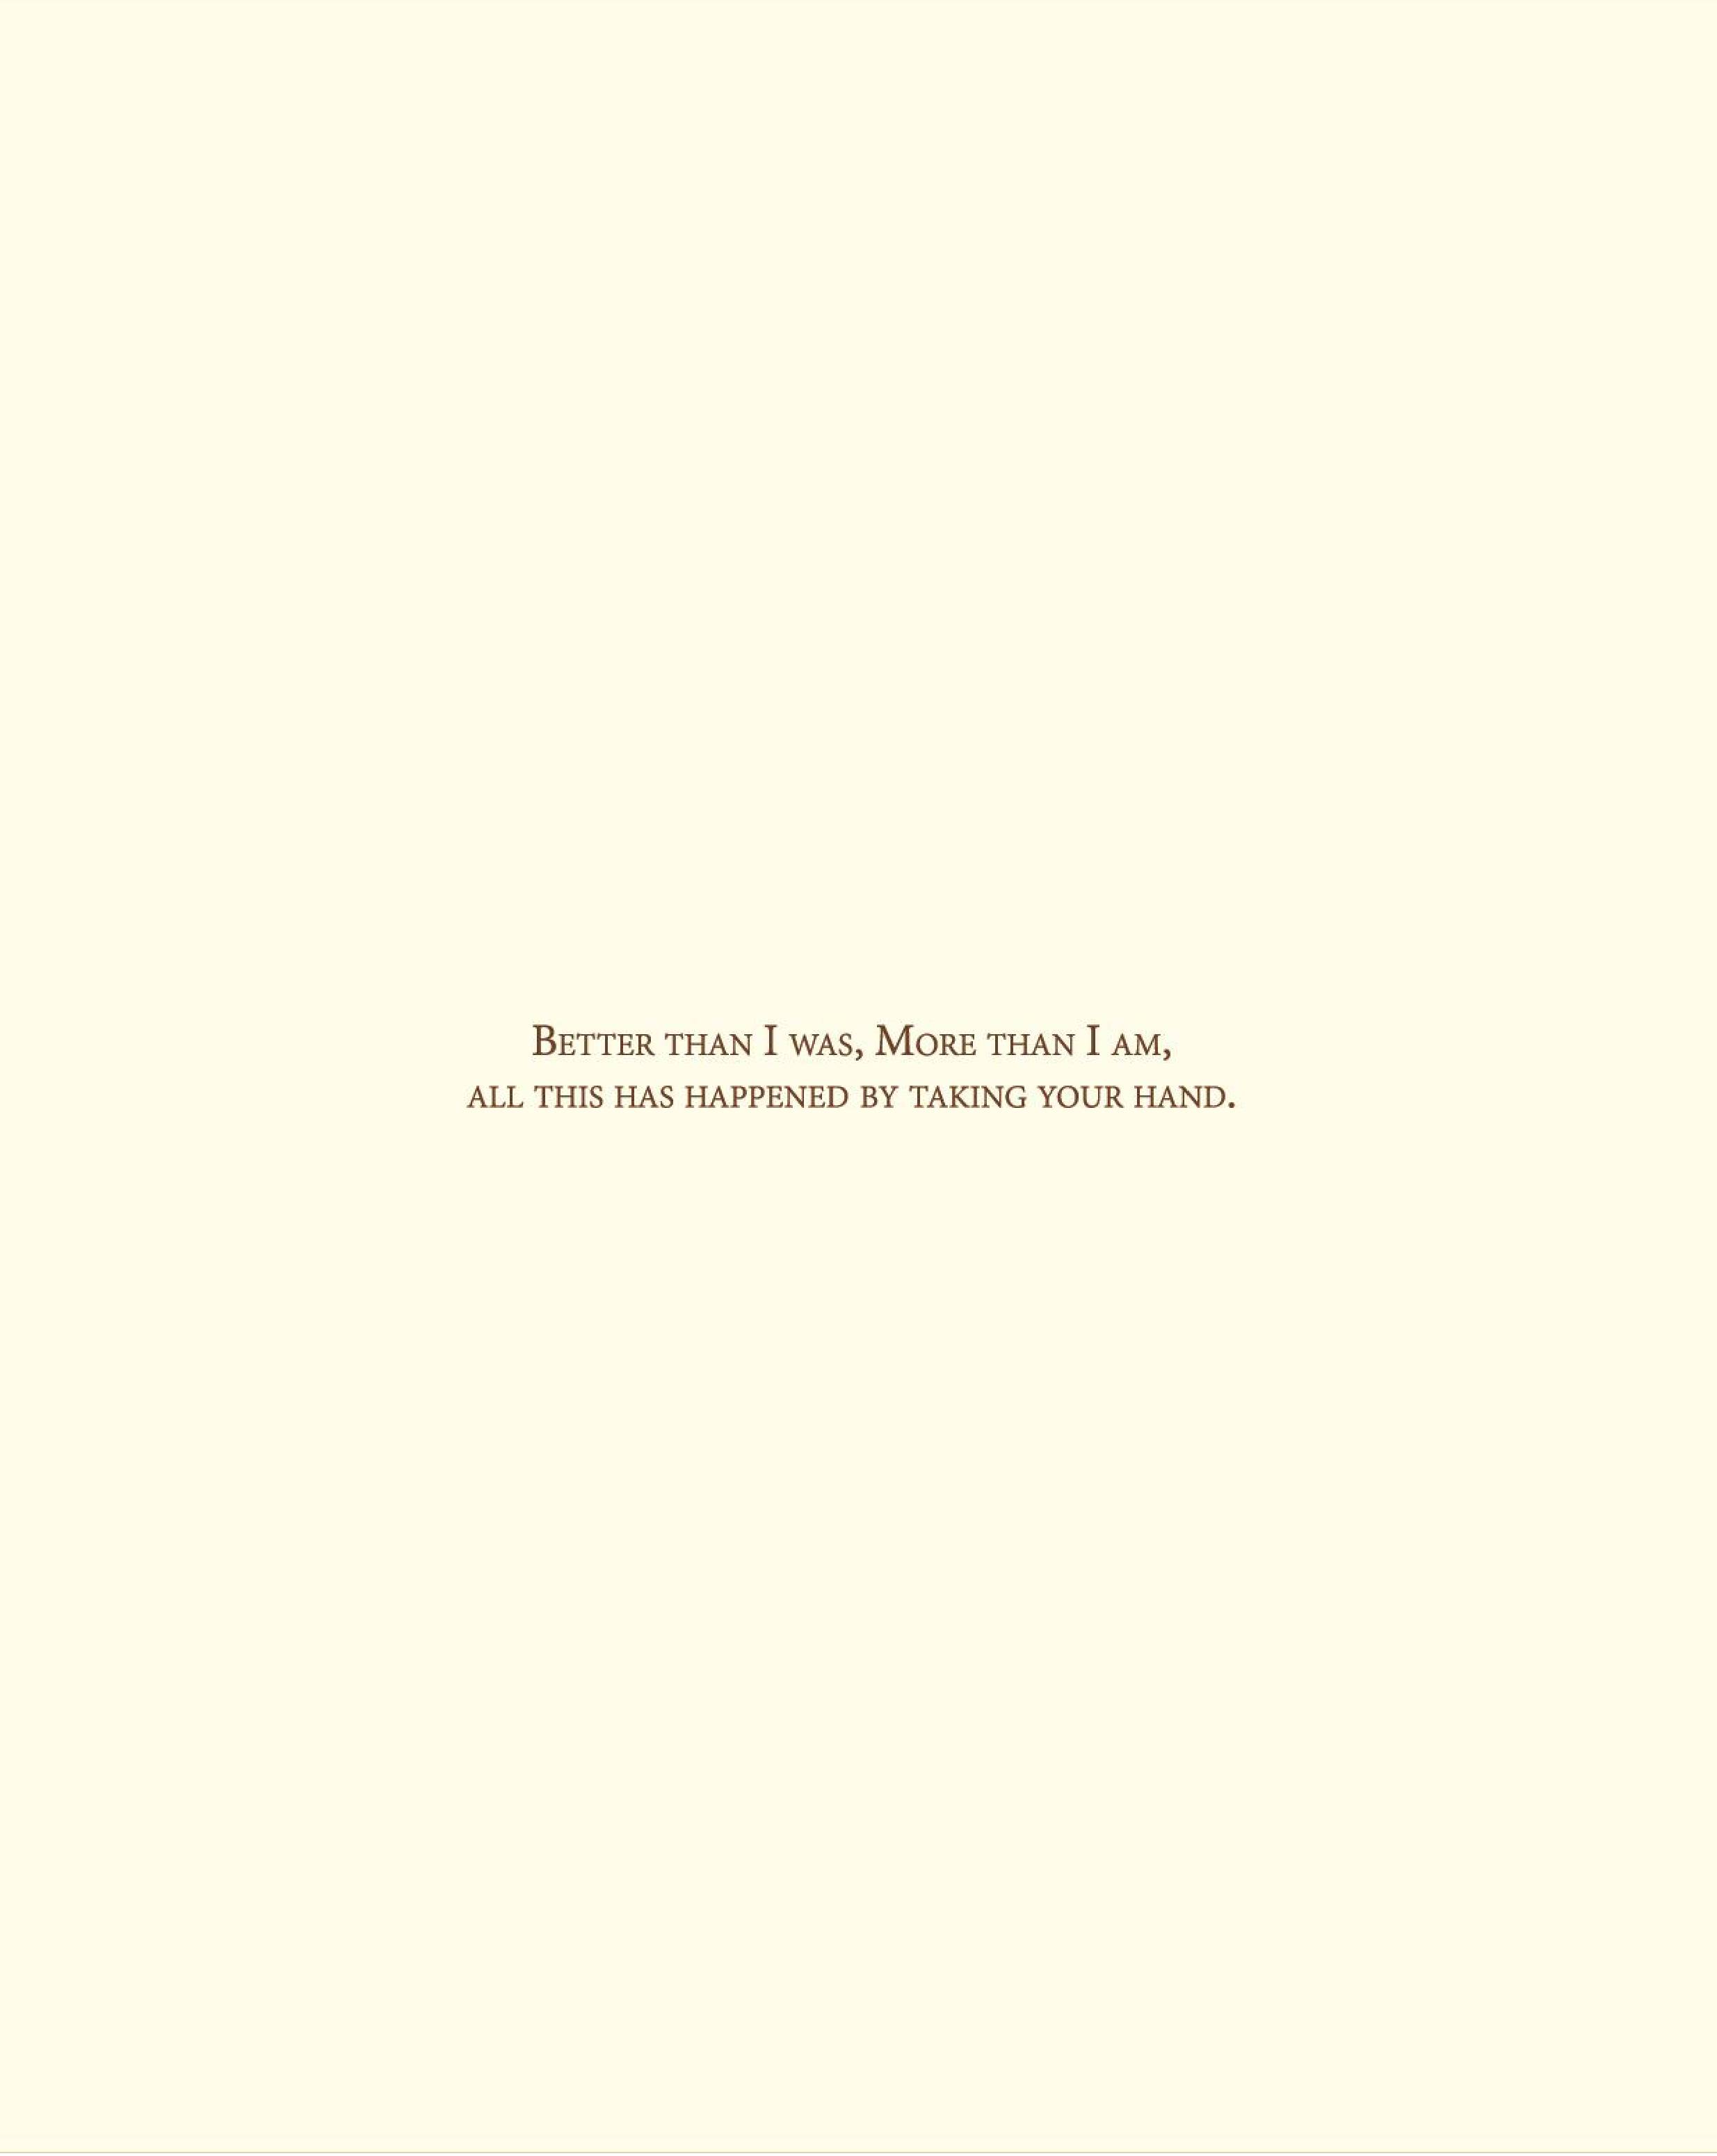 Better than I was, More than I am,
all this has happened by taking your hand.